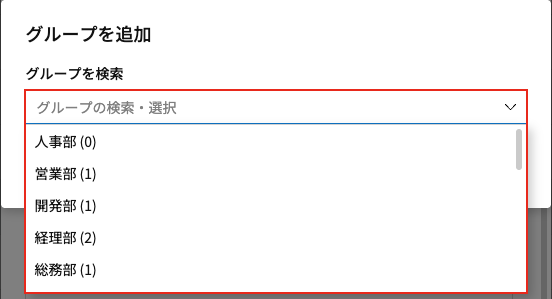 グループを追加
グループを検索
グループの検索・選択
人事部 (0)
営業部 (1)
開発部 (1)
経理部 (2)
総務部 (1)